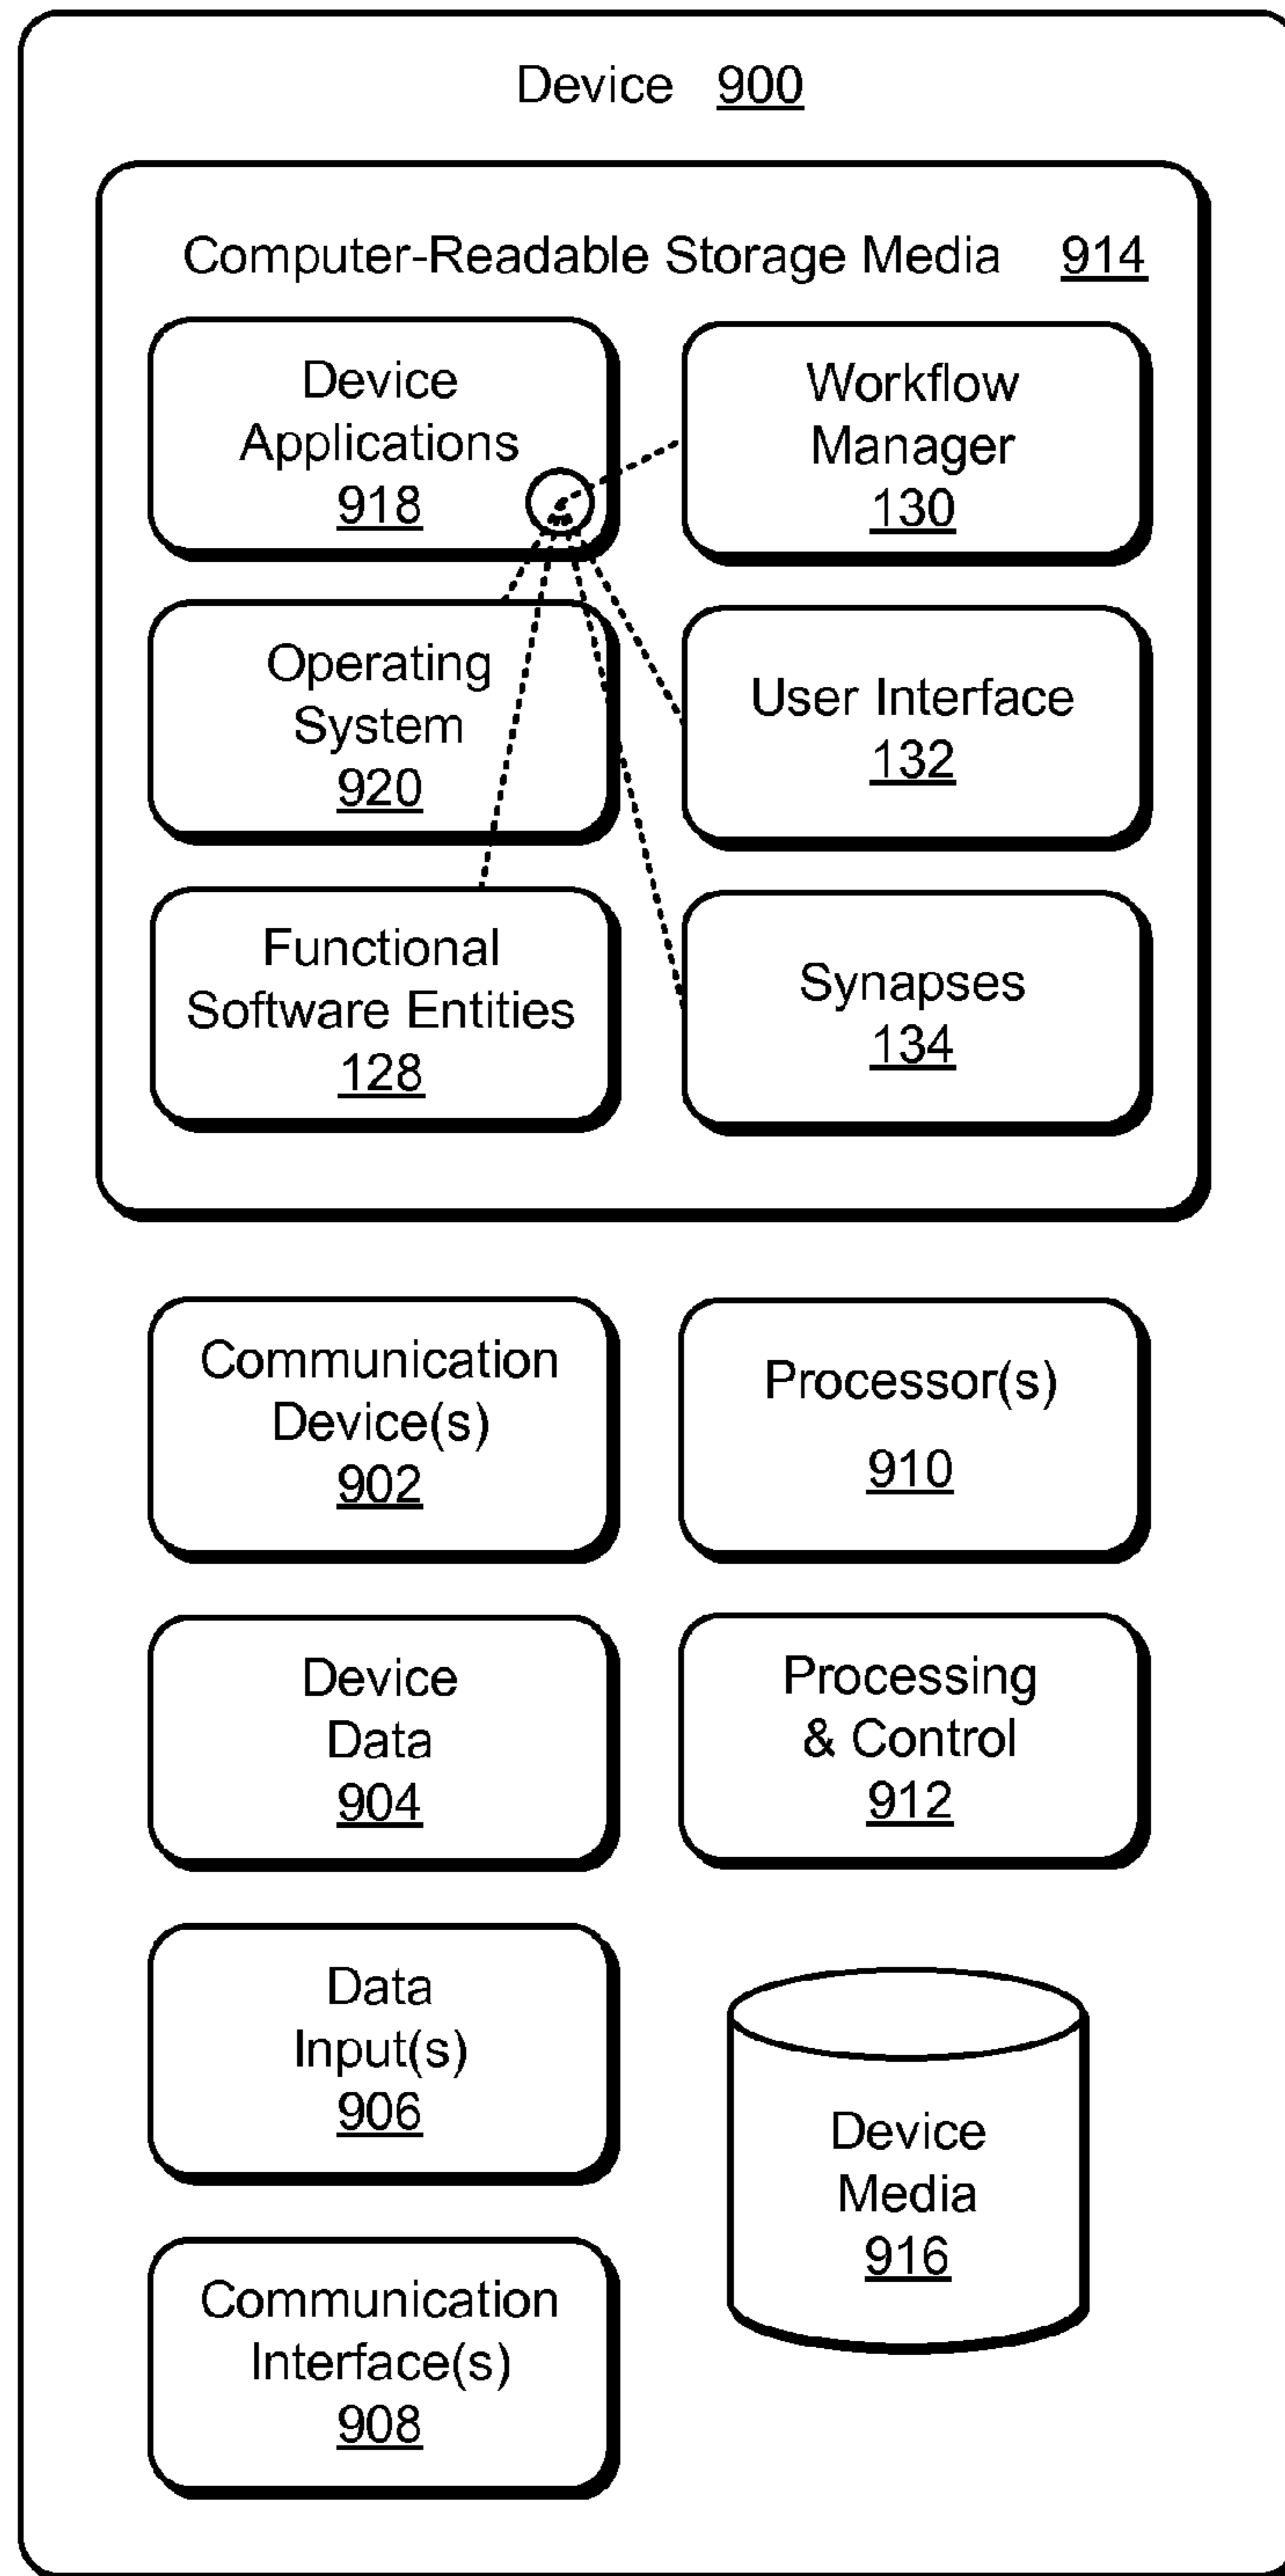 Device 900
Computer-Readable Storage Media 914
Device
Applications
918
Workflow
Manager
130
Operating
System
920
User Interface
132
Functional
Software Entities
128
Synapses
134
Communication
Device(s)
902
Processor(s)
910
Device
Data
904
Processing
& Control
912
Data
Input(s)
906
Device
Media
916
Communication
Interface(s)
908